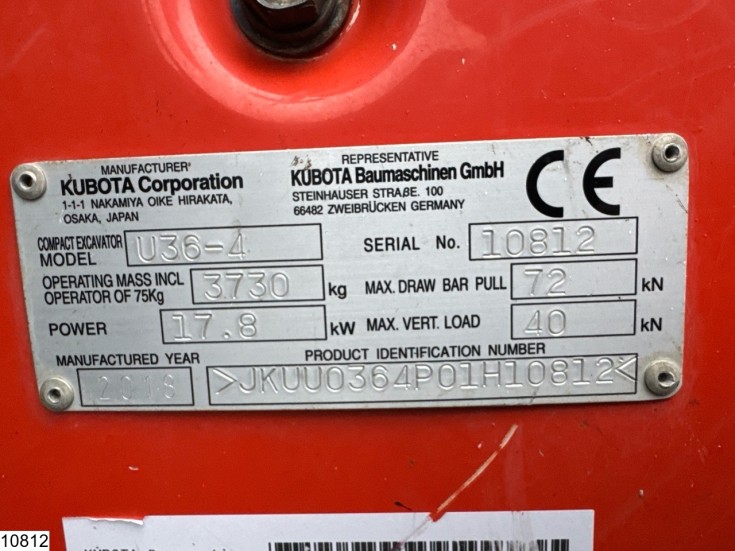 MANUFACTURER
KUBOTA Corporation
1-1-1 NAKAMIYA OIKE HIRAKATA,
OSAKA, JAPAN
REPRESENTATIVE
KUBOTA Baumaschinen GmbH
STEINHAUSER STRAßE. 100
66482 ZWEIBRÜCKEN GERMANY
CE
COMPACT EXCAVATOR
MODEL
U36-4
SERIAL No. 10812
OPERATING MASS INCL
OPERATOR OF 75Kg
3730 kg
MAX. DRAW BAR PULL 72 kN
POWER 17.8 kW
MAX. VERT. LOAD 40 kN
MANUFACTURED YEAR
2018
PRODUCT IDENTIFICATION NUMBER
>JKUU0364P01H10812<
KUBOTA
10812